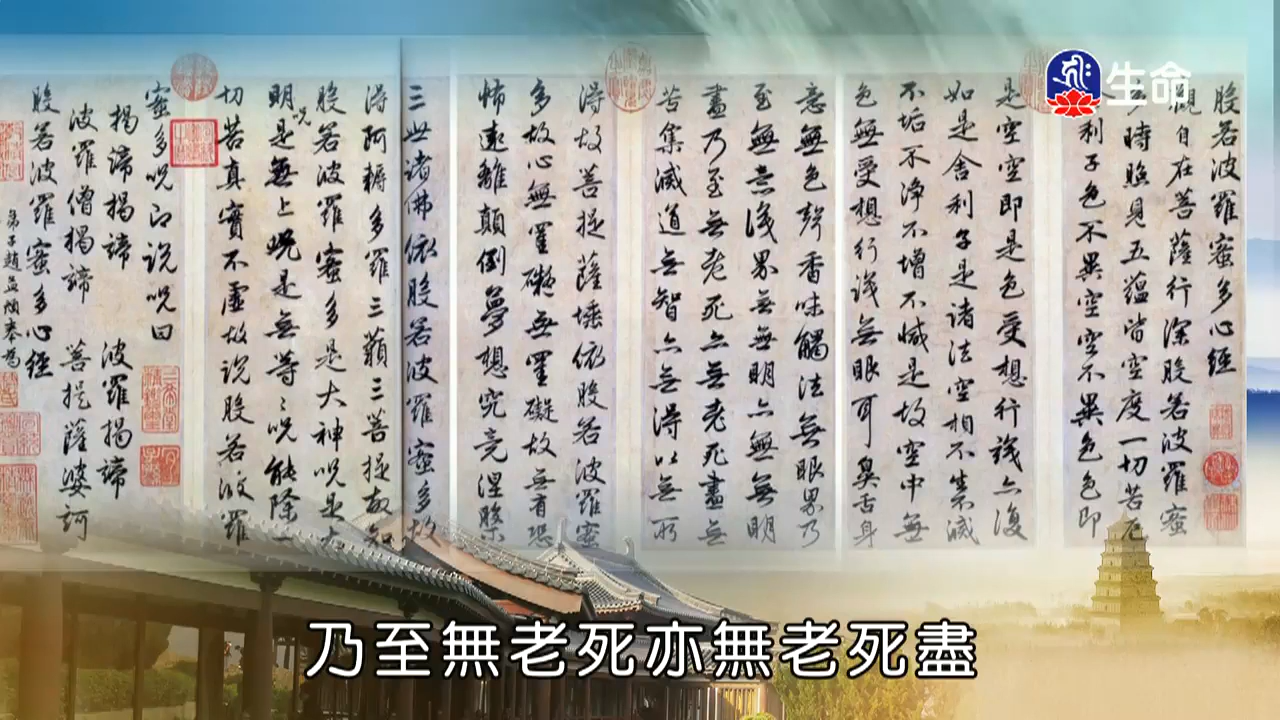 生命
般若波羅蜜多心經
觀自在菩薩行深般若波羅蜜
多時照見五蘊皆空度一切苦厄
利子色不異空空不異色色即
是空空即是色受想行識亦復
如是舍利子是諸法空相不生滅
不垢不淨不增不減是故空中無
色無受想行識無眼耳鼻舌身
意無色聲香味觸法無眼界乃
至無意識界無無明亦無無明
盡乃至無老死亦無老死盡無
苦集滅道無智亦無得以無所
得故菩提薩埵依般若波羅蜜
多故心無罣礙無罣礙故無有恐
怖遠離顛倒夢想究竟涅槃
三世諸佛依般若波羅蜜多故
得阿耨多羅三藐三菩提故知
般若波羅蜜多是大神咒是大
明咒是無上咒是無等等咒能除一
切苦真實不虛故說般若波羅
蜜多咒即說咒曰
揭諦揭諦 波羅揭諦
波羅僧揭諦 菩提薩婆訶
般若波羅蜜多心經
弟子趙孟頫奉為
乃至無老死亦無老死盡